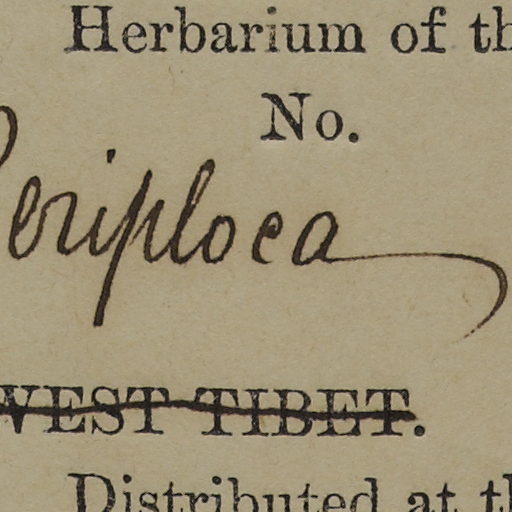 Herbarium of th
No.
Periploca
WEST TIBET.
Distributed at th